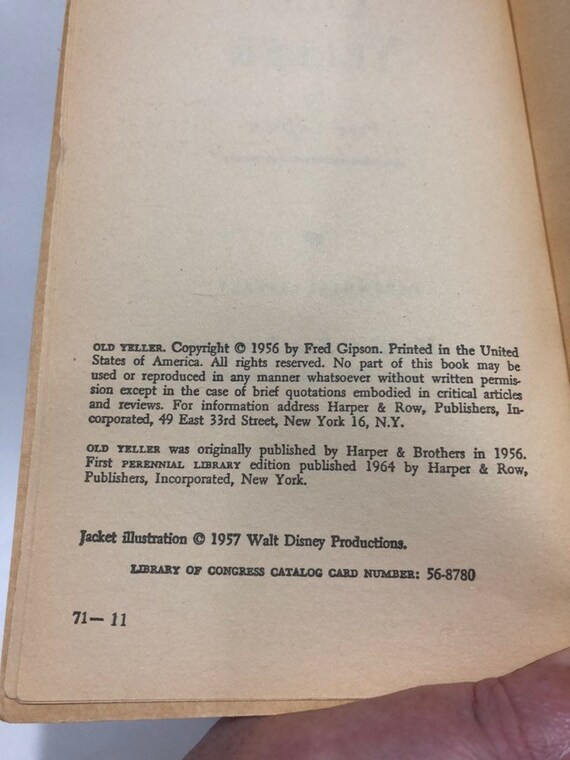 OLD YELLER. Copyright © 1956 by Fred Gipson. Printed in the United
States of America. All rights reserved. No part of this book may be
used or reproduced in any manner whatsoever without written permis-
sion except in the case of brief quotations embodied in critical articles
and reviews. For information address Harper & Row, Publishers, In-
corporated, 49 East 33rd Street, New York 16, N.Y.
OLD YELLER was originally published by Harper & Brothers in 1956.
First PERENNIAL LIBRARY edition published 1964 by Harper & Row,
Publishers, Incorporated, New York.
Jacket illustration © 1957 Walt Disney Productions.
LIBRARY OF CONGRESS CATALOG CARD NUMBER: 56-8780
71— 11